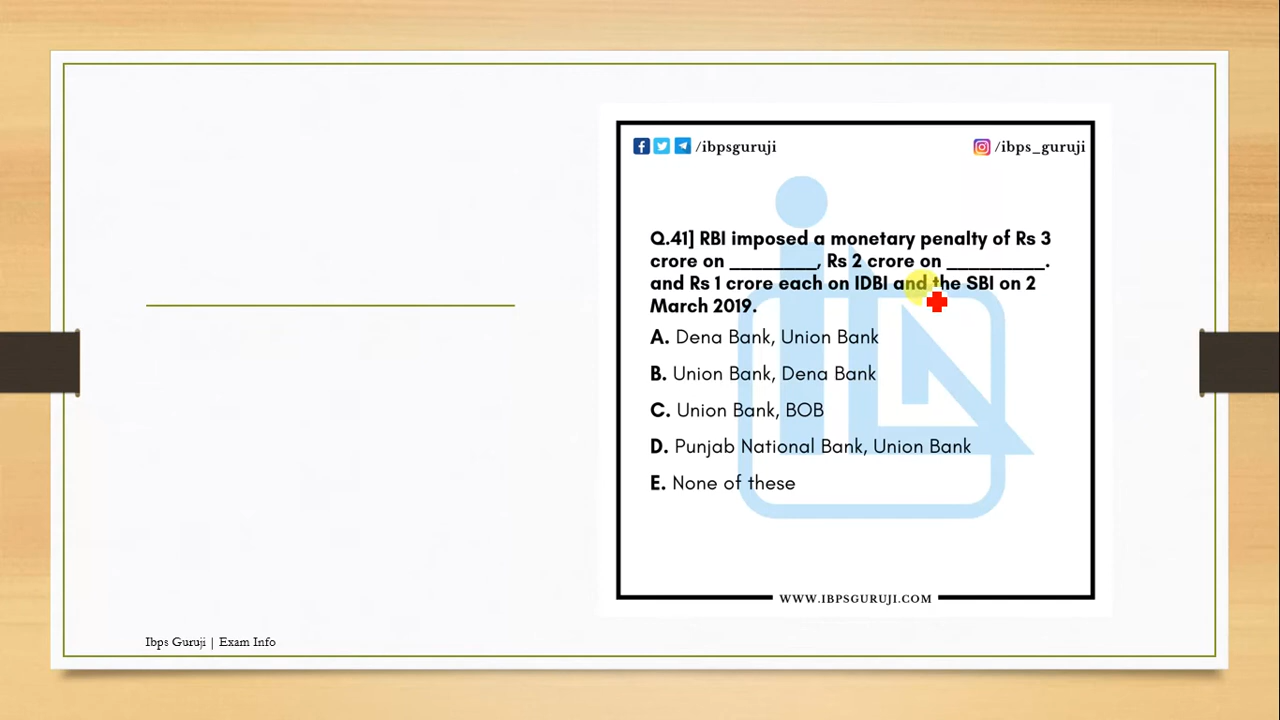 /ibpsguruji
/ibps_guruji
Q.41] RBI imposed a monetary penalty of Rs 3
crore on ________, Rs 2 crore on _________.
and Rs 1 crore each on IDBI and the SBI on 2
March 2019.
A. Dena Bank, Union Bank
B. Union Bank, Dena Bank
C. Union Bank, BOB
D. Punjab National Bank, Union Bank
E. None of these
WWW.IBPSGURUJI.COM
Ibps Guruji | Exam Info